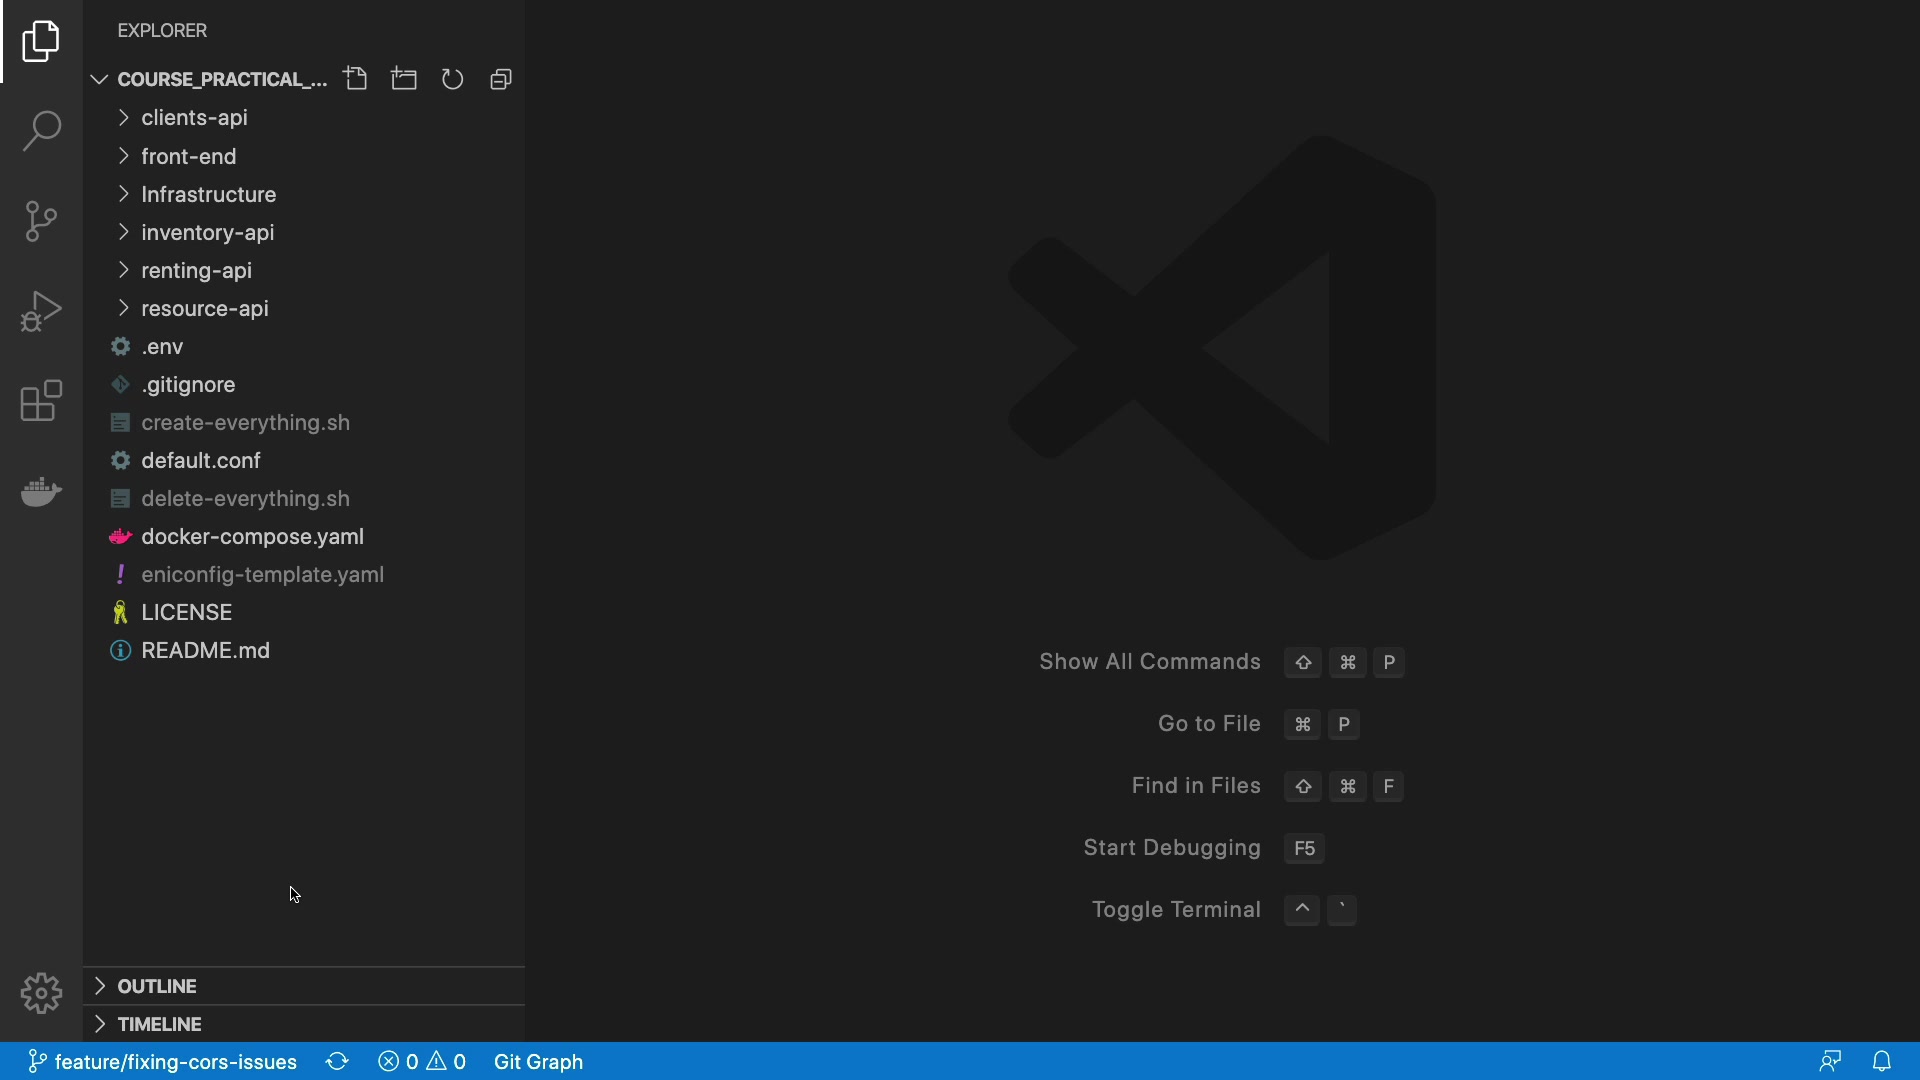 EXPLORER
COURSE_PRACTICAL_...
clients-api
front-end
Infrastructure
inventory-api
renting-api
resource-api
.env
.gitignore
create-everything.sh
default.conf
delete-everything.sh
docker-compose.yaml
! eniconfig-template.yaml
LICENSE
README.md
OUTLINE
TIMELINE
Show All Commands ⇧ ⌘ P
Go to File ⌘ P
Find in Files ⇧ ⌘ F
Start Debugging F5
Toggle Terminal ^ `
feature/fixing-cors-issues 0 0 Git Graph